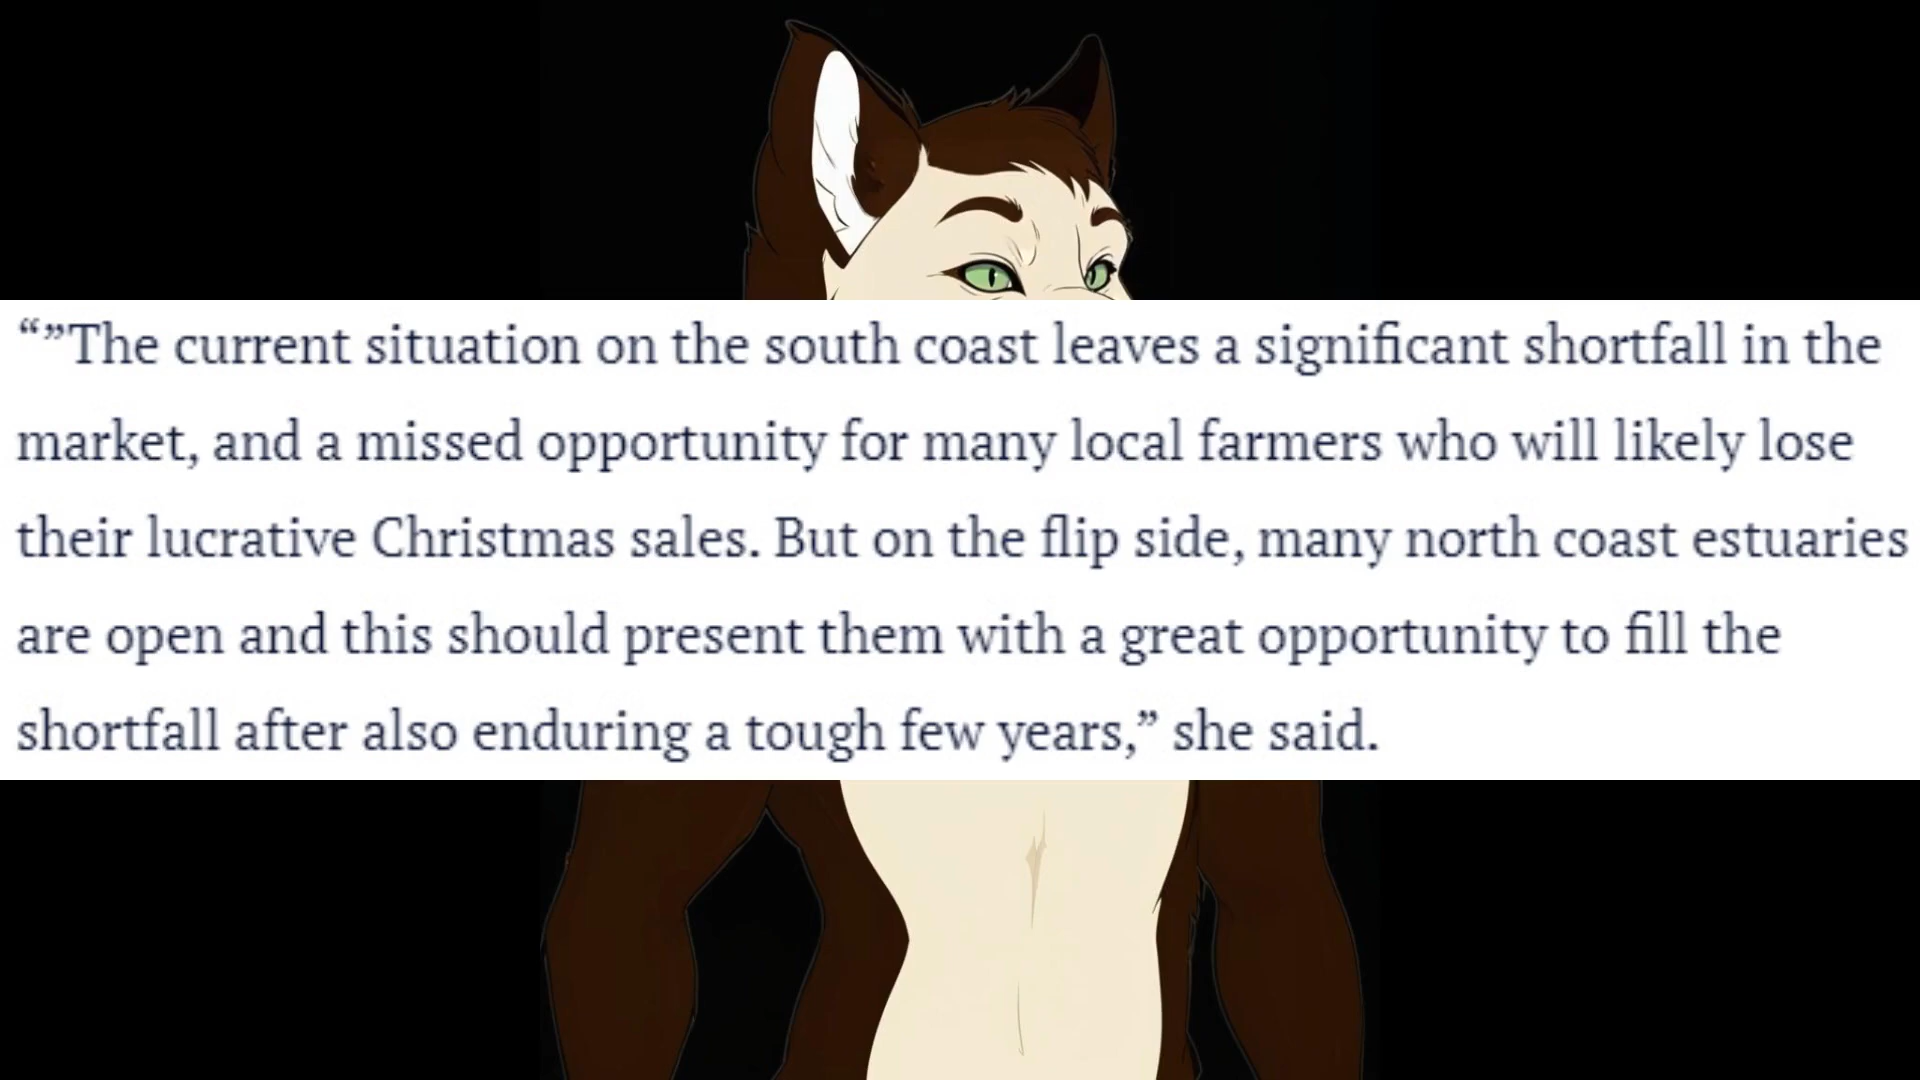 “”The current situation on the south coast leaves a significant shortfall in the
market, and a missed opportunity for many local farmers who will likely lose
their lucrative Christmas sales. But on the flip side, many north coast estuaries
are open and this should present them with a great opportunity to fill the
shortfall after also enduring a tough few years,” she said.